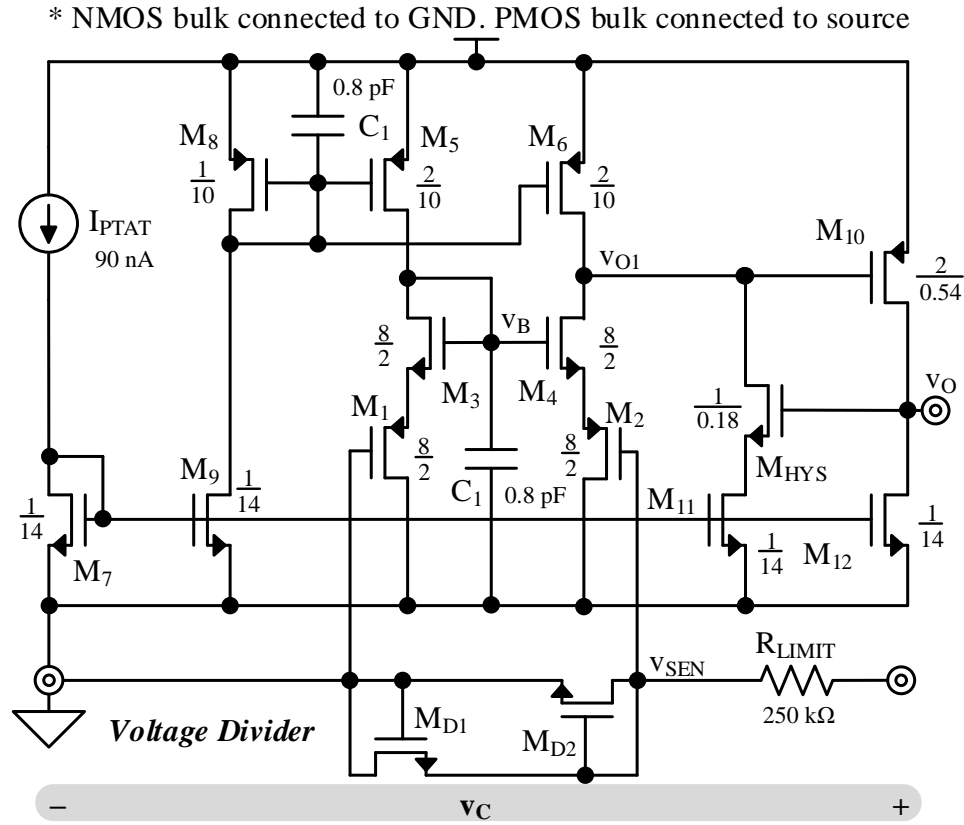 * NMOS bulk connected to GND. PMOS bulk connected to source
0.8 pF
C1
M8
M5
M6
1/10
2/10
2/10
IPTAT
90 nA
M10
2/0.54
vO1
vB
8/2
8/2
M3
M4
M1
M2
1/0.18
vO
MHYS
8/2
8/2
C1
0.8 pF
M9
1/14
1/14
M7
M11
1/14
M12
1/14
vSEN
RLIMIT
250 kΩ
Voltage Divider
MD1
MD2
− vC +